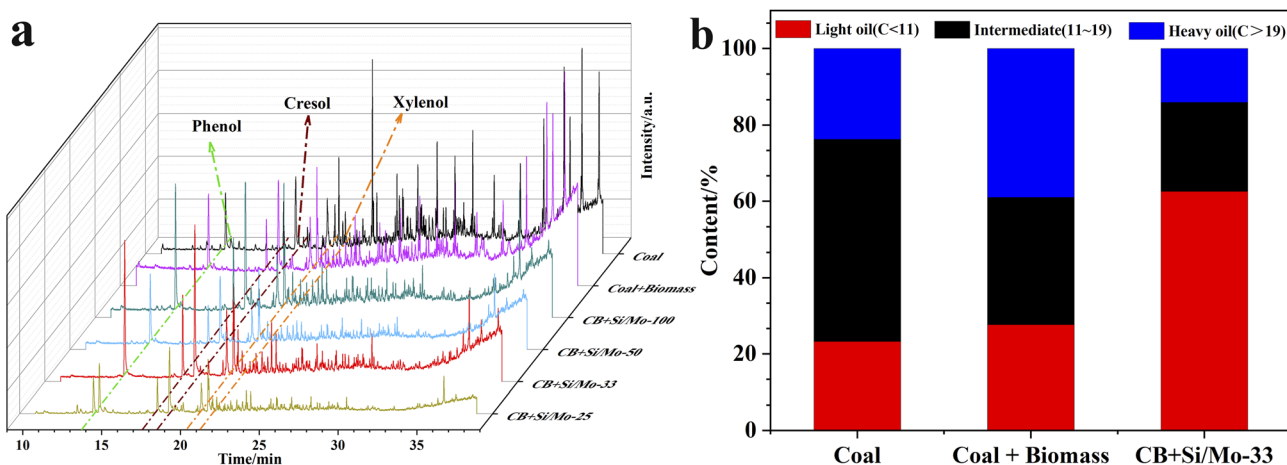 a
Phenol
Cresol
Xylenol
Intensity/a.u.
Coal
Coal+Biomass
CB+Si/Mo-100
CB+Si/Mo-50
CB+Si/Mo-33
CB+Si/Mo-25
10 15 20 25 30 35
Time/min
b
Light oil(C<11) Intermediate(11~19) Heavy oil(C>19)
100
80
60
40
20
0
Content/%
Coal Coal + Biomass CB+Si/Mo-33